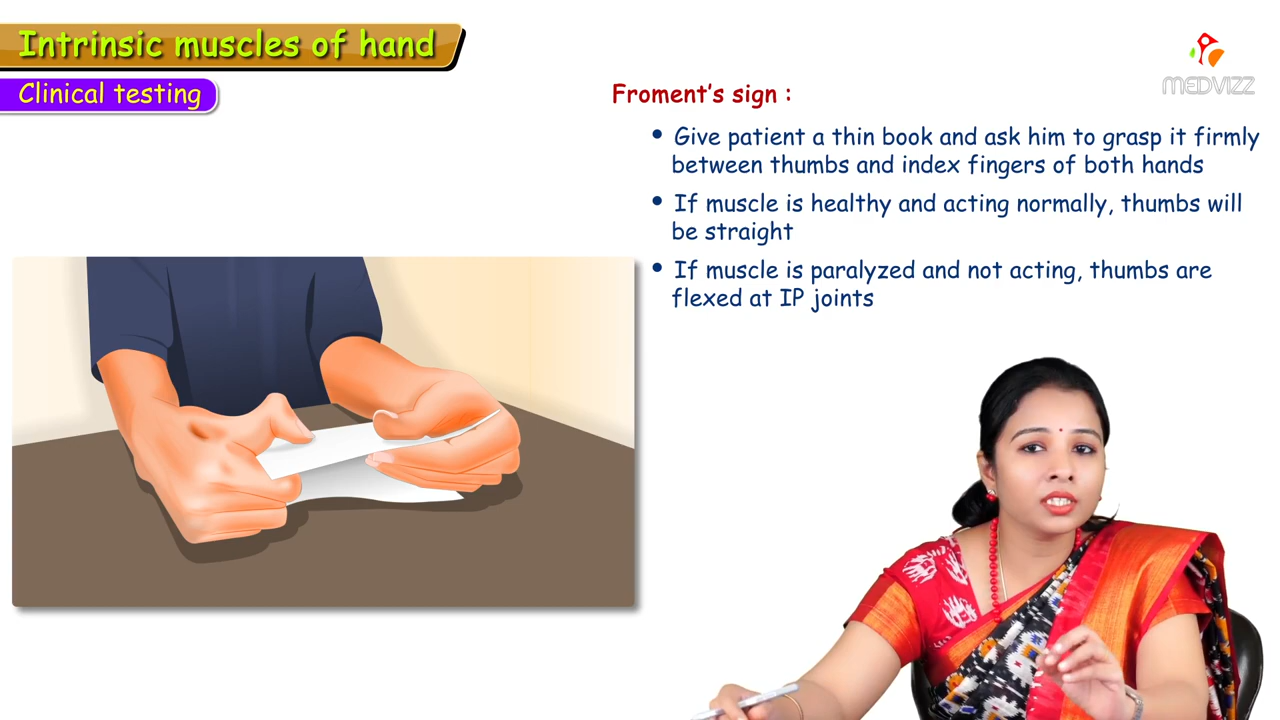 Intrinsic muscles of hand
Clinical testing
MEDVIZZ
Froment's sign :
• Give patient a thin book and ask him to grasp it firmly
between thumbs and index fingers of both hands
• If muscle is healthy and acting normally, thumbs will
be straight
• If muscle is paralyzed and not acting, thumbs are
flexed at IP joints